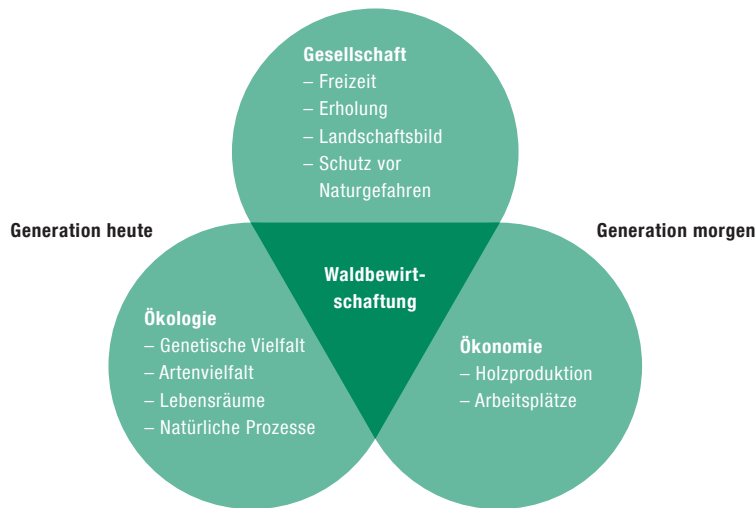 Gesellschaft
– Freizeit
– Erholung
– Landschaftsbild
– Schutz vor
Naturgefahren
Generation heute
Generation morgen
Waldbewirt-
schaftung
Ökologie
– Genetische Vielfalt
– Artenvielfalt
– Lebensräume
– Natürliche Prozesse
Ökonomie
– Holzproduktion
– Arbeitsplätze